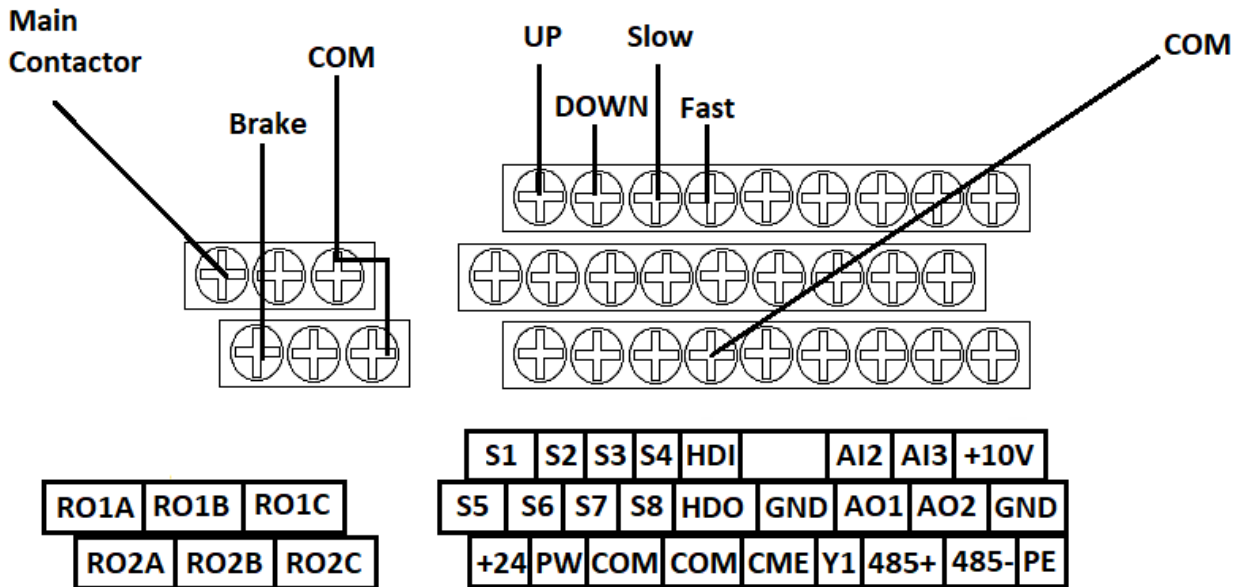 Main
Contactor
COM
UP
Slow
COM
Brake
DOWN
Fast
S1 S2 S3 S4 HDI AI2 AI3 +10V
RO1A RO1B RO1C
S5 S6 S7 S8 HDO GND AO1 AO2 GND
RO2A RO2B RO2C
+24 PW COM COM CME Y1 485+ 485- PE